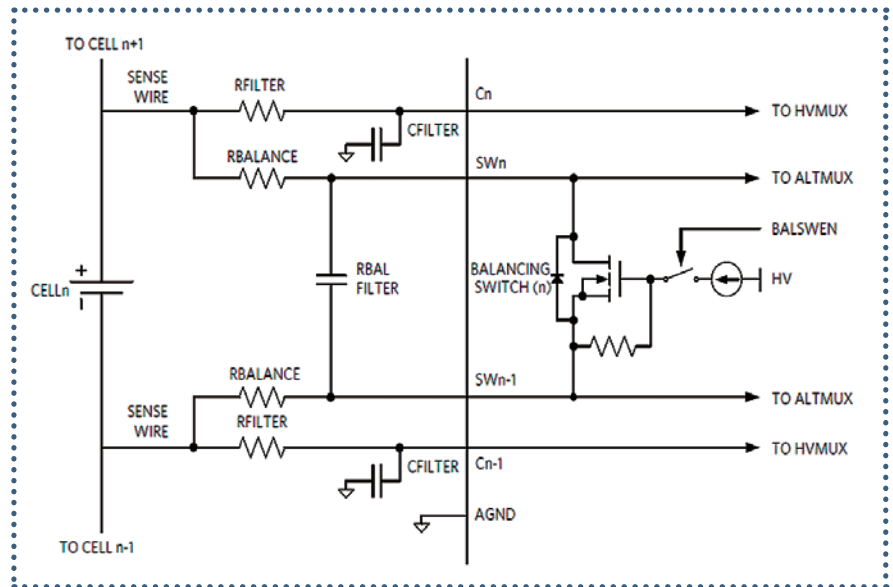 TO CELL n+1
SENSE
WIRE
RFILTER
Cn
TO HVMUX
CFILTER
RBALANCE
SWn
TO ALTMUX
BALSWEN
+
CELLn
RBAL
FILTER
BALANCING
SWITCH (n)
HV
RBALANCE
SWn-1
TO ALTMUX
SENSE
WIRE
RFILTER
TO HVMUX
CFILTER
Cn-1
AGND
TO CELL n-1